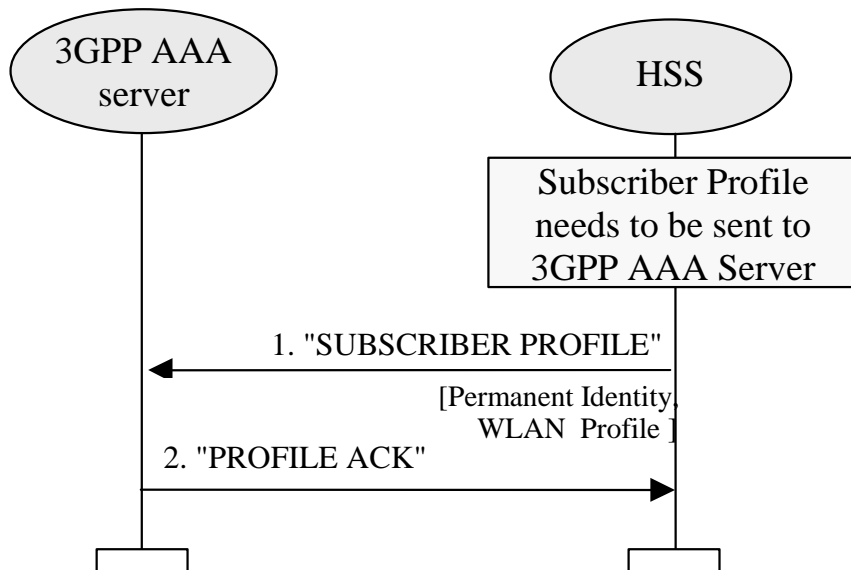 3GPP AAA
server
HSS
Subscriber Profile
needs to be sent to
3GPP AAA Server
1. "SUBSCRIBER PROFILE"
[Permanent Identity,
WLAN Profile ]
2. "PROFILE ACK"